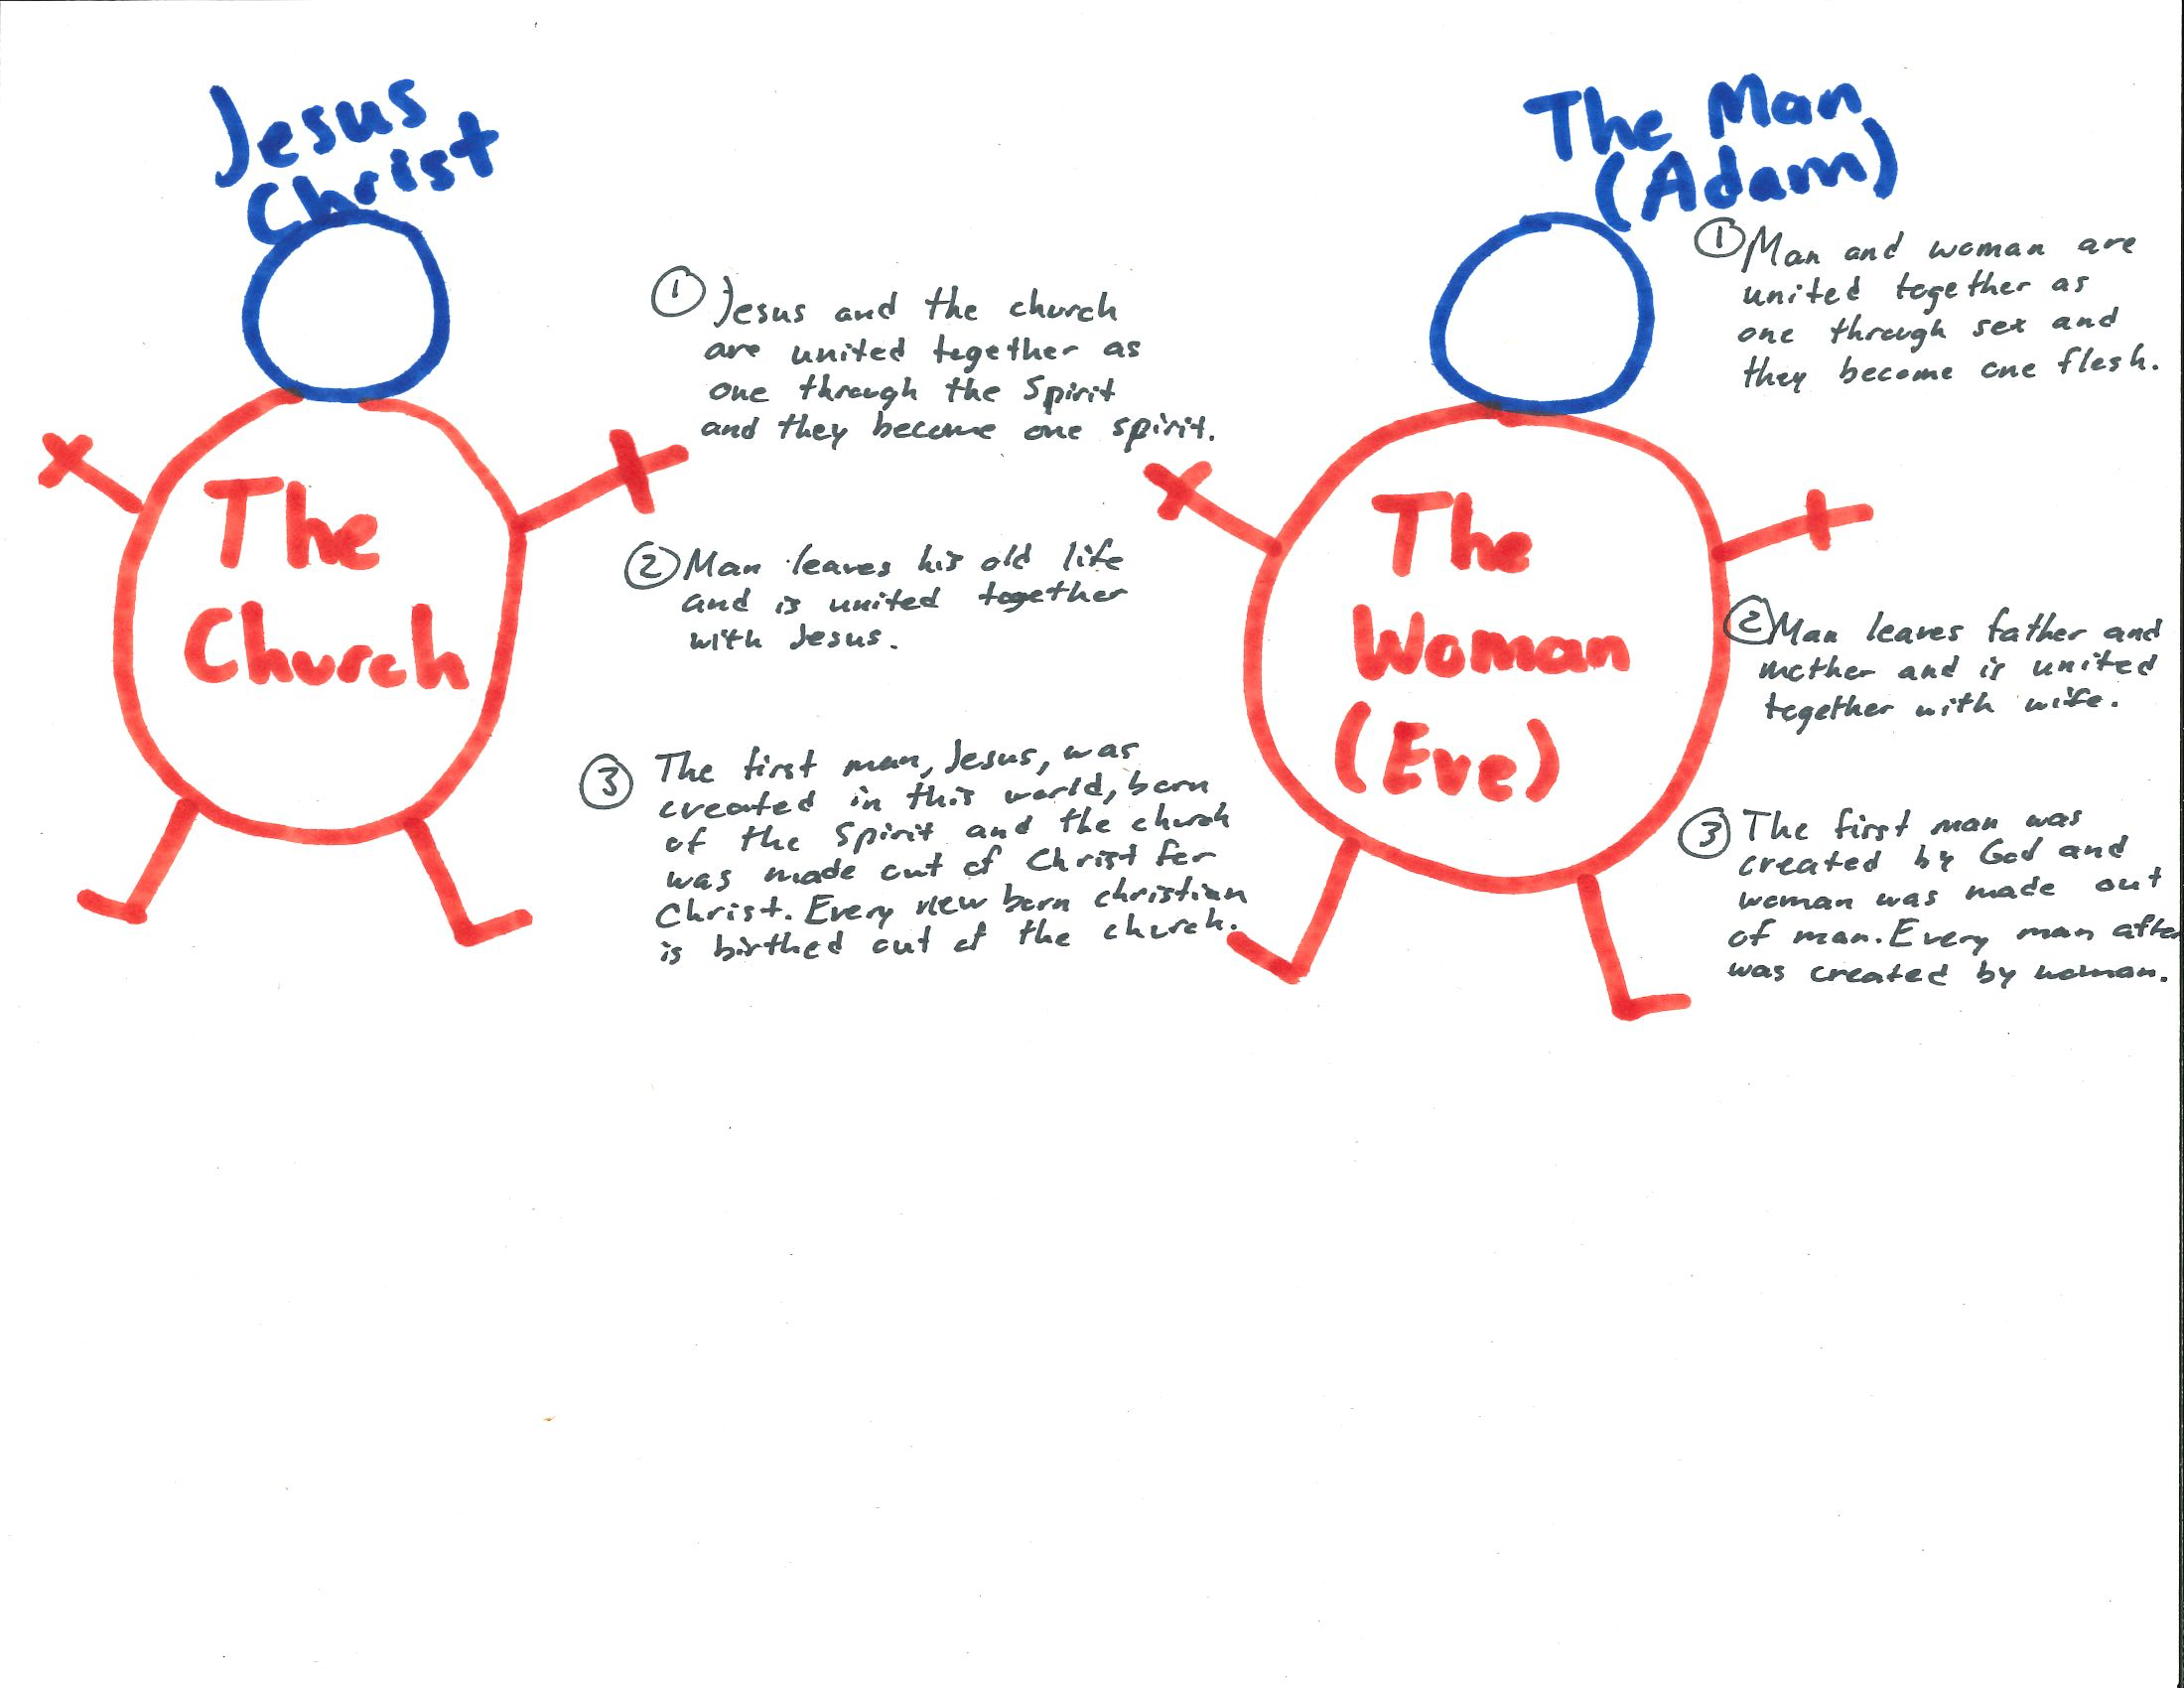 Jesus
Christ
The
Church
① Jesus and the church
are united together as
one through the Spirit
and they become one spirit.
② Man leaves his old life
and is united together
with Jesus.
③ The first man, Jesus, was
created in this world, born
of the Spirit and the church
was made out of Christ for
Christ. Every new born christian
is birthed out of the church.
The Man
(Adam)
The
Woman
(Eve)
① Man and woman are
united together as
one through sex and
they become one flesh.
② Man leaves father and
mother and is united
together with wife.
③ The first man was
created by God and
woman was made out
of man. Every man after
was created by woman.